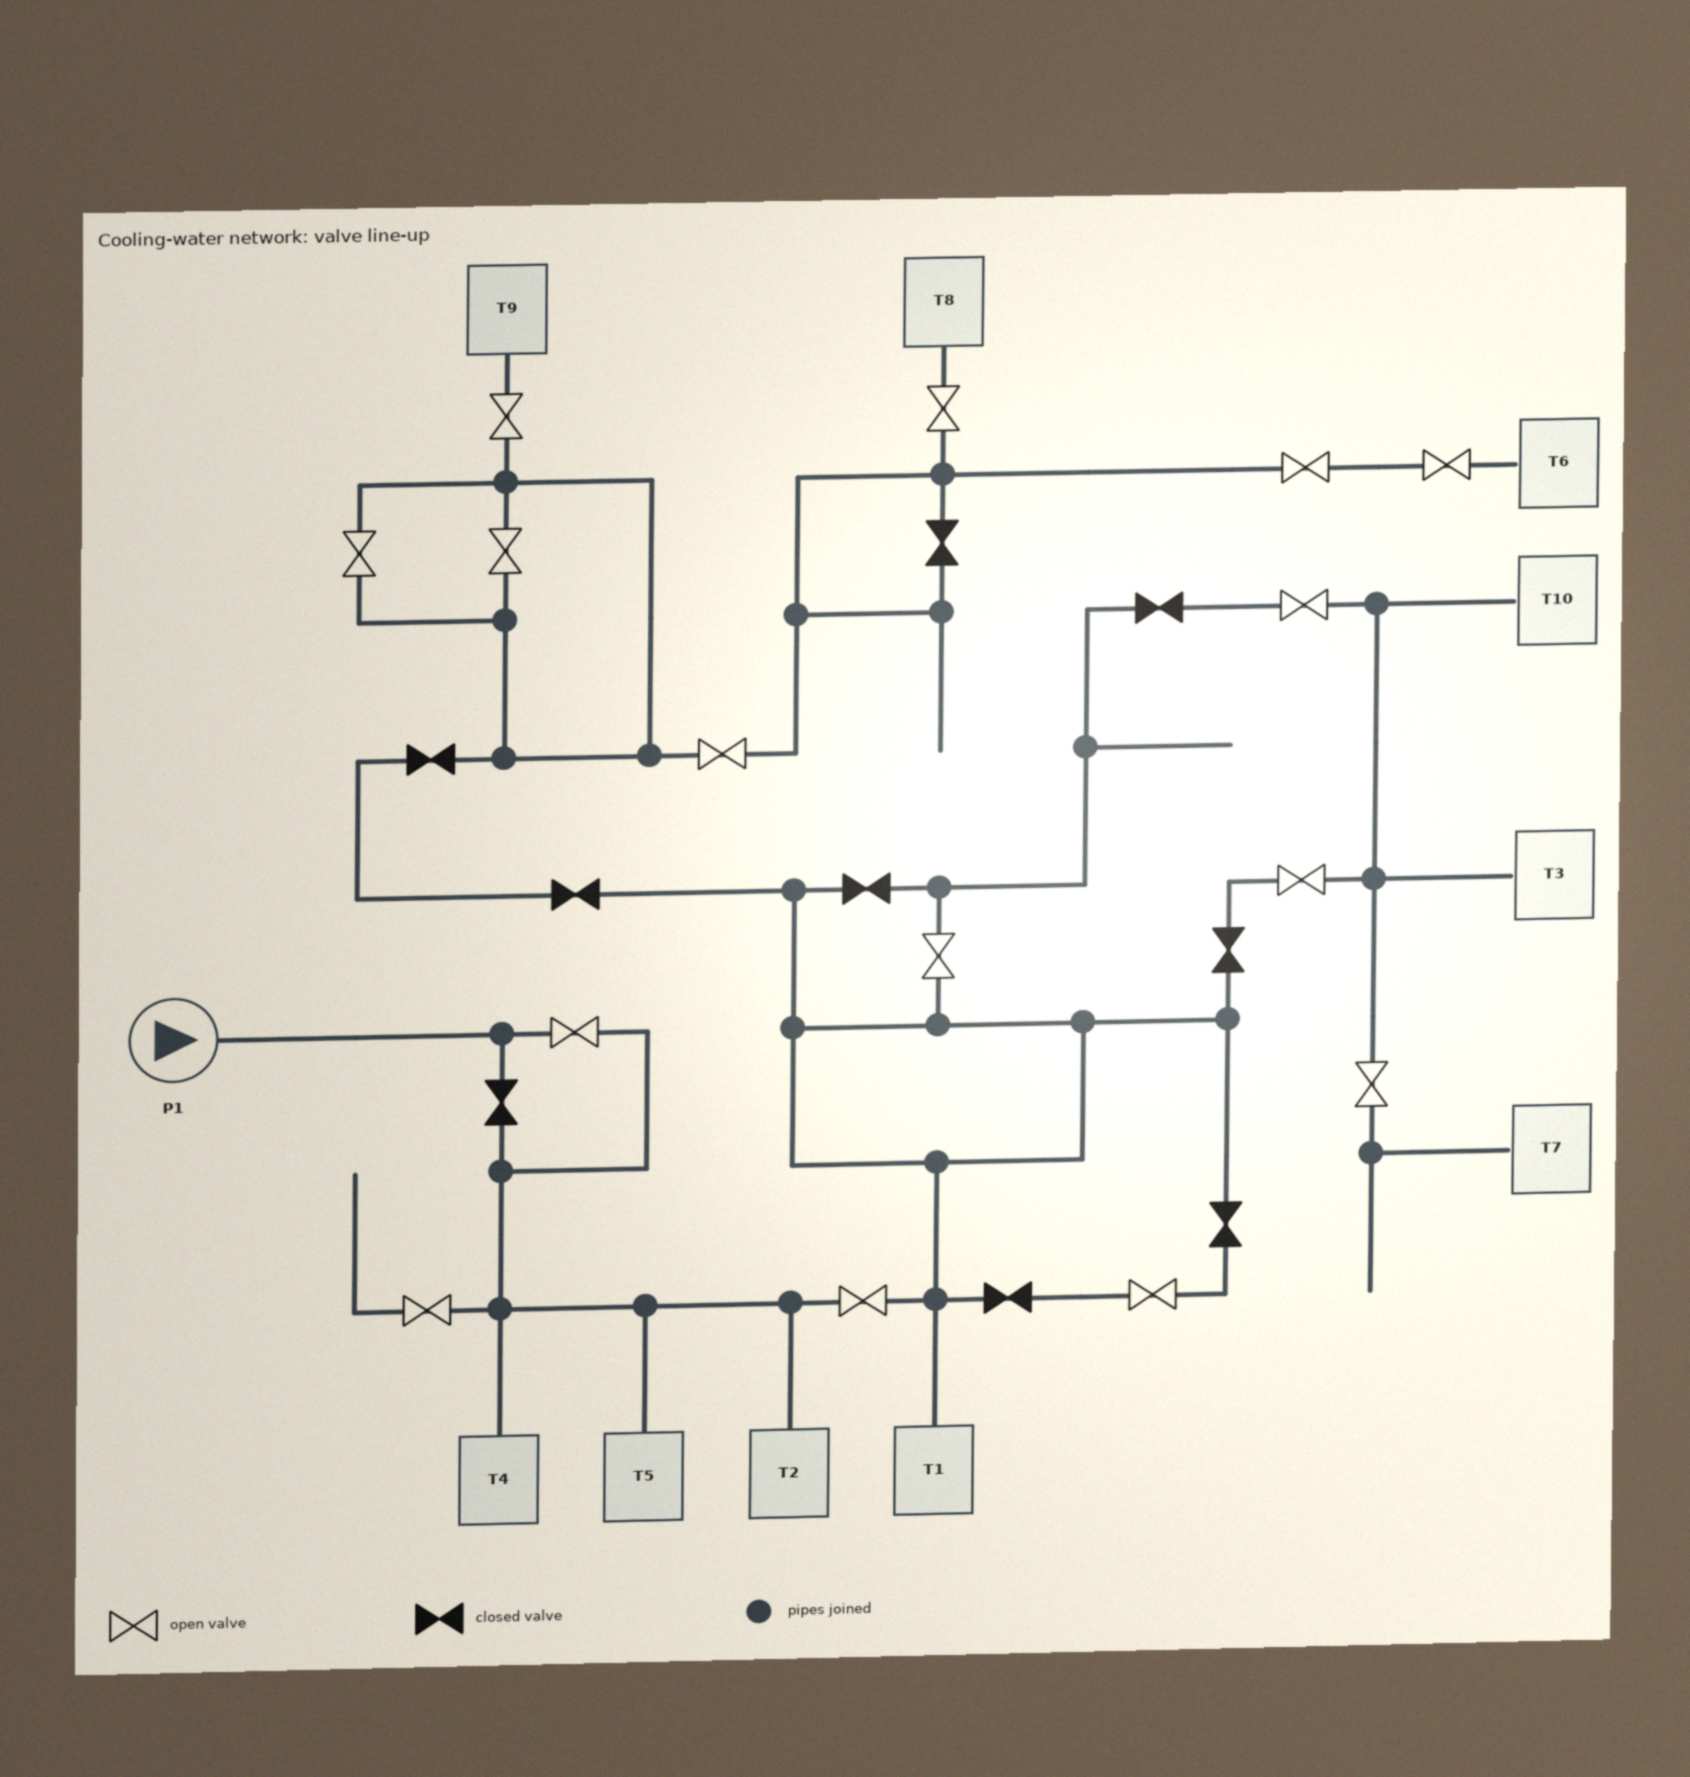 Cooling-water network: valve line-up
T9
T8
T6
T10
T3
P1
T7
T4
T5
T2
T1
open valve
closed valve
pipes joined